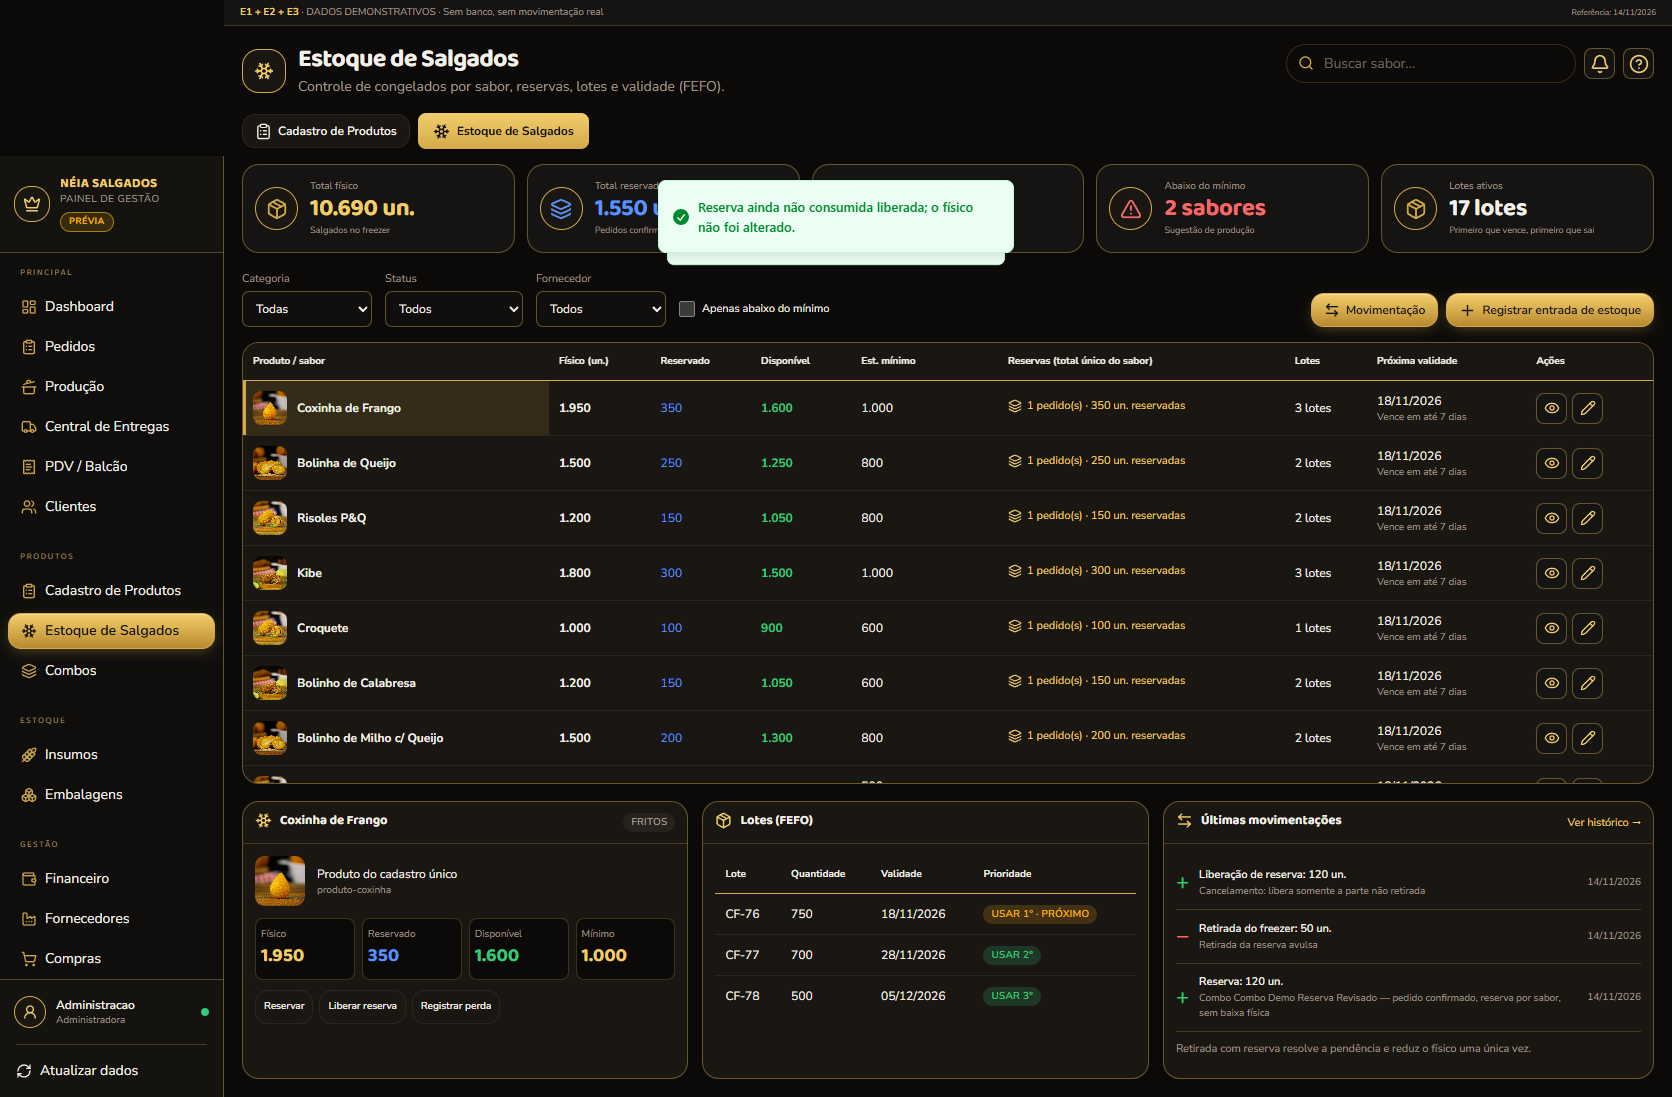 E1 + E2 + E3 · DADOS DEMONSTRATIVOS · Sem banco, sem movimentação real
Referência: 14/11/2026
Estoque de Salgados
Controle de congelados por sabor, reservas, lotes e validade (FEFO).
Buscar sabor...
Cadastro de Produtos
Estoque de Salgados
NÉIA SALGADOS
PAINEL DE GESTÃO
PRÉVIA
PRINCIPAL
Dashboard
Pedidos
Produção
Central de Entregas
PDV / Balcão
Clientes
PRODUTOS
Cadastro de Produtos
Estoque de Salgados
Combos
ESTOQUE
Insumos
Embalagens
GESTÃO
Financeiro
Fornecedores
Compras
Administracao
Administradora
Atualizar dados
Total físico
10.690 un.
Salgados no freezer
Total reservad
1.550
Pedidos confirm
Reserva ainda não consumida liberada; o físico
não foi alterado.
Abaixo do mínimo
2 sabores
Sugestão de produção
Lotes ativos
17 lotes
Primeiro que vence, primeiro que sai
Categoria
Todas
Status
Todos
Fornecedor
Todos
Apenas abaixo do mínimo
Movimentação
Registrar entrada de estoque
Produto / sabor Físico (un.) Reservado Disponível Est. mínimo Reservas (total único do sabor) Lotes Próxima validade Ações
Coxinha de Frango 1.950 350 1.600 1.000 1 pedido(s) · 350 un. reservadas 3 lotes 18/11/2026
Vence em até 7 dias
Bolinha de Queijo 1.500 250 1.250 800 1 pedido(s) · 250 un. reservadas 2 lotes 18/11/2026
Vence em até 7 dias
Risoles P&Q 1.200 150 1.050 800 1 pedido(s) · 150 un. reservadas 2 lotes 18/11/2026
Vence em até 7 dias
Kibe 1.800 300 1.500 1.000 1 pedido(s) · 300 un. reservadas 3 lotes 18/11/2026
Vence em até 7 dias
Croquete 1.000 100 900 600 1 pedido(s) · 100 un. reservadas 1 lotes 18/11/2026
Vence em até 7 dias
Bolinho de Calabresa 1.200 150 1.050 600 1 pedido(s) · 150 un. reservadas 2 lotes 18/11/2026
Vence em até 7 dias
Bolinho de Milho c/ Queijo 1.500 200 1.300 800 1 pedido(s) · 200 un. reservadas 2 lotes 18/11/2026
Vence em até 7 dias
Coxinha de Frango
FRITOS
Produto do cadastro único
produto-coxinha
Físico
1.950
Reservado
350
Disponível
1.600
Mínimo
1.000
Reservar
Liberar reserva
Registrar perda
Lotes (FEFO)
Lote Quantidade Validade Prioridade
CF-76 750 18/11/2026 USAR 1º · PRÓXIMO
CF-77 700 28/11/2026 USAR 2º
CF-78 500 05/12/2026 USAR 3º
Últimas movimentações
Ver histórico →
Liberação de reserva: 120 un.
Cancelamento: libera somente a parte não retirada
14/11/2026
Retirada do freezer: 50 un.
Retirada da reserva avulsa
14/11/2026
Reserva: 120 un.
Combo Combo Demo Reserva Revisado — pedido confirmado, reserva por sabor,
sem baixa física
14/11/2026
Retirada com reserva resolve a pendência e reduz o físico uma única vez.